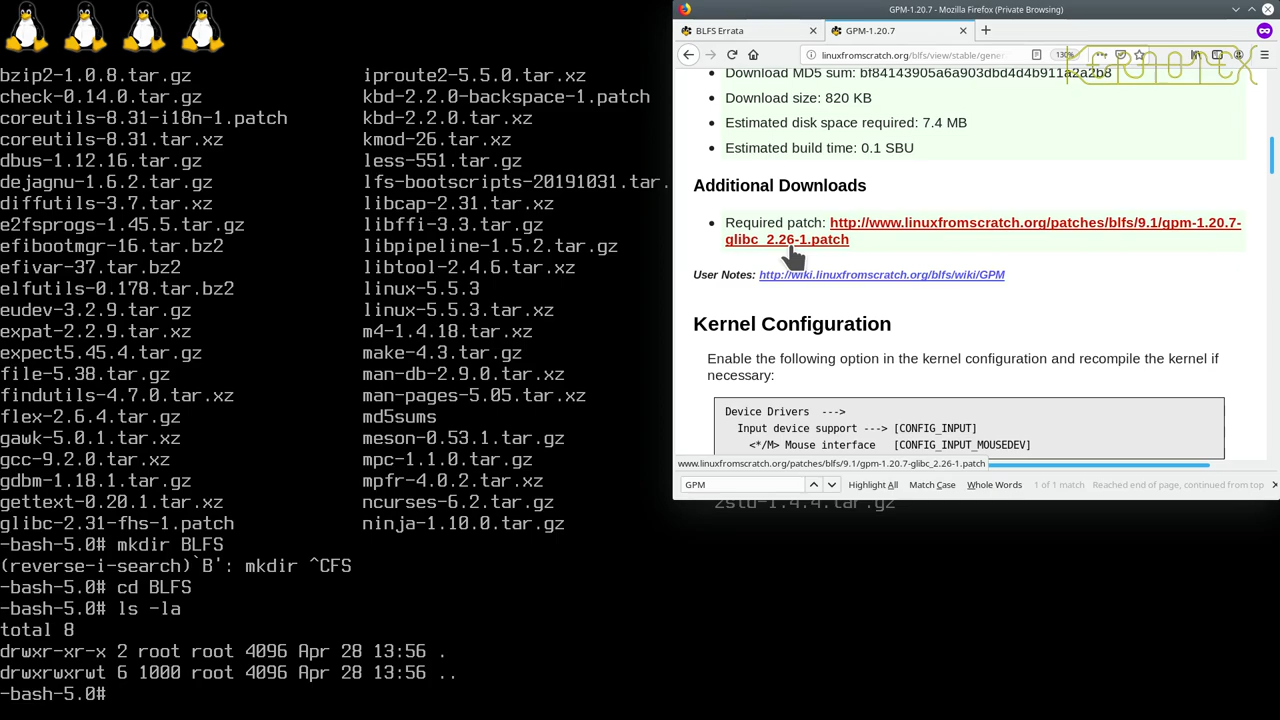 bzip2-1.0.8.tar.gz
iproute2-5.5.0.tar.xz
check-0.14.0.tar.gz
kbd-2.2.0-backspace-1.patch
coreutils-8.31-i18n-1.patch
kbd-2.2.0.tar.xz
coreutils-8.31.tar.xz
kmod-26.tar.xz
dbus-1.12.16.tar.gz
less-551.tar.gz
dejagnu-1.6.2.tar.gz
lfs-bootscripts-20191031.tar.
diffutils-3.7.tar.xz
libcap-2.31.tar.xz
e2fsprogs-1.45.5.tar.gz
libffi-3.3.tar.gz
efibootmgr-16.tar.bz2
libpipeline-1.5.2.tar.gz
efivar-37.tar.bz2
libtool-2.4.6.tar.xz
elfutils-0.178.tar.bz2
linux-5.5.3
eudev-3.2.9.tar.gz
linux-5.5.3.tar.xz
expat-2.2.9.tar.xz
m4-1.4.18.tar.xz
expect5.45.4.tar.gz
make-4.3.tar.gz
file-5.38.tar.gz
man-db-2.9.0.tar.xz
findutils-4.7.0.tar.xz
man-pages-5.05.tar.xz
flex-2.6.4.tar.gz
md5sums
gawk-5.0.1.tar.xz
meson-0.53.1.tar.gz
gcc-9.2.0.tar.xz
mpc-1.1.0.tar.gz
gdbm-1.18.1.tar.gz
mpfr-4.0.2.tar.xz
gettext-0.20.1.tar.xz
ncurses-6.2.tar.gz
glibc-2.31-fhs-1.patch
ninja-1.10.0.tar.gz
zstd-1.4.4.tar.gz
-bash-5.0# mkdir BLFS
(reverse-i-search)`B': mkdir ^CFS
-bash-5.0# cd BLFS
-bash-5.0# ls -la
total 8
drwxr-xr-x 2 root root 4096 Apr 28 13:56 .
drwxrwxrwt 6 1000 root 4096 Apr 28 13:56 ..
-bash-5.0#
GPM-1.20.7 - Mozilla Firefox (Private Browsing)
BLFS Errata
GPM-1.20.7
linuxfromscratch.org/blfs/view/stable/gener
130%
KERNOTEX
Download MD5 sum: bf84143905a6a903dbd4d4b911a2a2b8
Download size: 820 KB
Estimated disk space required: 7.4 MB
Estimated build time: 0.1 SBU
Additional Downloads
Required patch: http://www.linuxfromscratch.org/patches/blfs/9.1/gpm-1.20.7-
glibc_2.26-1.patch
User Notes: http://wiki.linuxfromscratch.org/blfs/wiki/GPM
Kernel Configuration
Enable the following option in the kernel configuration and recompile the kernel if
necessary:
Device Drivers --->
Input device support ---> [CONFIG_INPUT]
<*/M> Mouse interface [CONFIG_INPUT_MOUSEDEV]
www.linuxfromscratch.org/patches/blfs/9.1/gpm-1.20.7-glibc_2.26-1.patch
GPM
Highlight All
Match Case
Whole Words
1 of 1 match
Reached end of page, continued from top